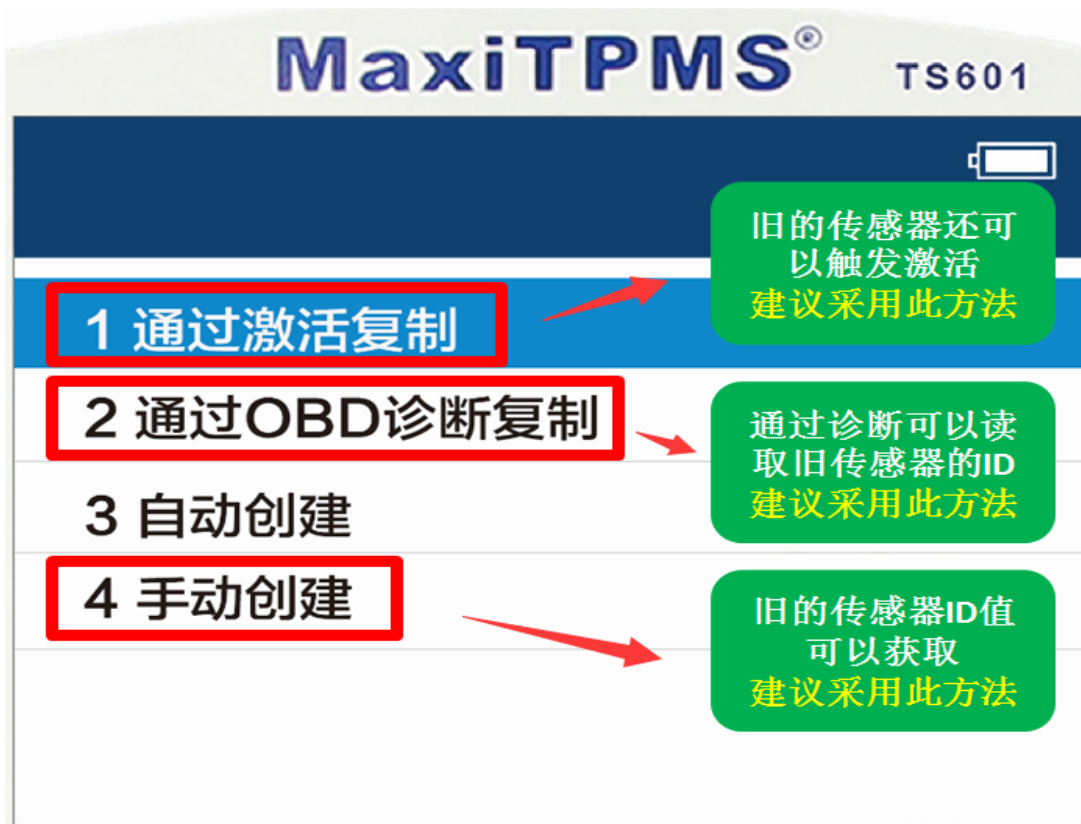 MaxiTPMS® TS601
旧的传感器还可
以触发激活
建议采用此方法
1 通过激活复制
2 通过OBD诊断复制
通过诊断可以读
取旧传感器的ID
建议采用此方法
3 自动创建
4 手动创建
旧的传感器ID值
可以获取
建议采用此方法